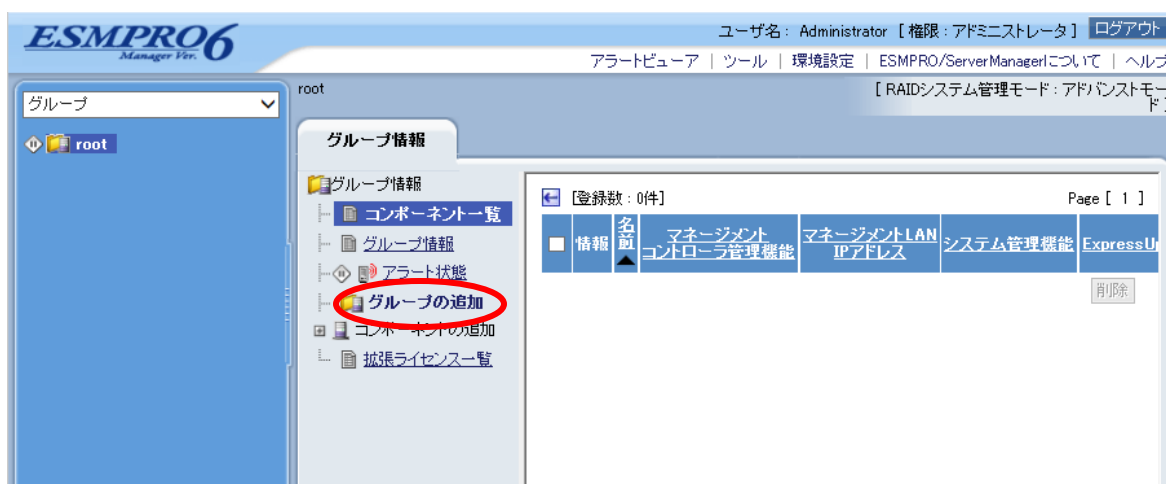 ESMPRO6
Manager Ver.
ユーザ名 : Administrator [ 権限 : アドミニストレータ ] ログアウト
アラートビューア | ツール | 環境設定 | ESMPRO/ServerManagerについて | ヘルプ
グループ
root
root
[ RAIDシステム管理モード : アドバンストモー
ド ]
グループ情報
グループ情報
コンポーネント一覧
グループ情報
アラート状態
グループの追加
コンポーネントの追加
拡張ライセンス一覧
[登録数 : 0件]
Page [ 1 ]
情報
名前▲
マネージメント
コントローラ管理機能
マネージメントLAN
IPアドレス
システム管理機能
ExpressU
削除